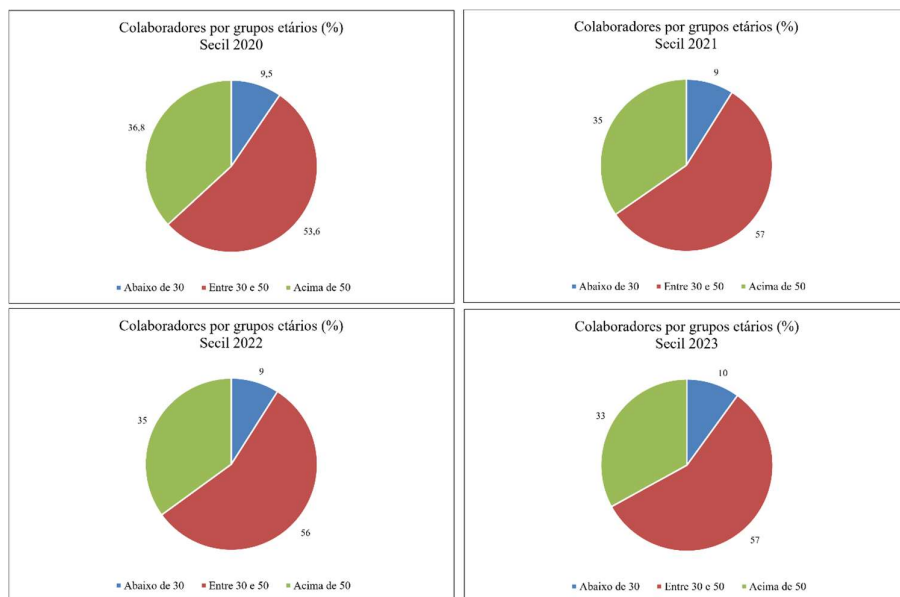 Colaboradores por grupos etários (%)
Secil 2020
9,5
36,8
53,6
Abaixo de 30 Entre 30 e 50 Acima de 50
Colaboradores por grupos etários (%)
Secil 2021
9
35
57
Abaixo de 30 Entre 30 e 50 Acima de 50
Colaboradores por grupos etários (%)
Secil 2022
9
35
56
Abaixo de 30 Entre 30 e 50 Acima de 50
Colaboradores por grupos etários (%)
Secil 2023
10
33
57
Abaixo de 30 Entre 30 e 50 Acima de 50